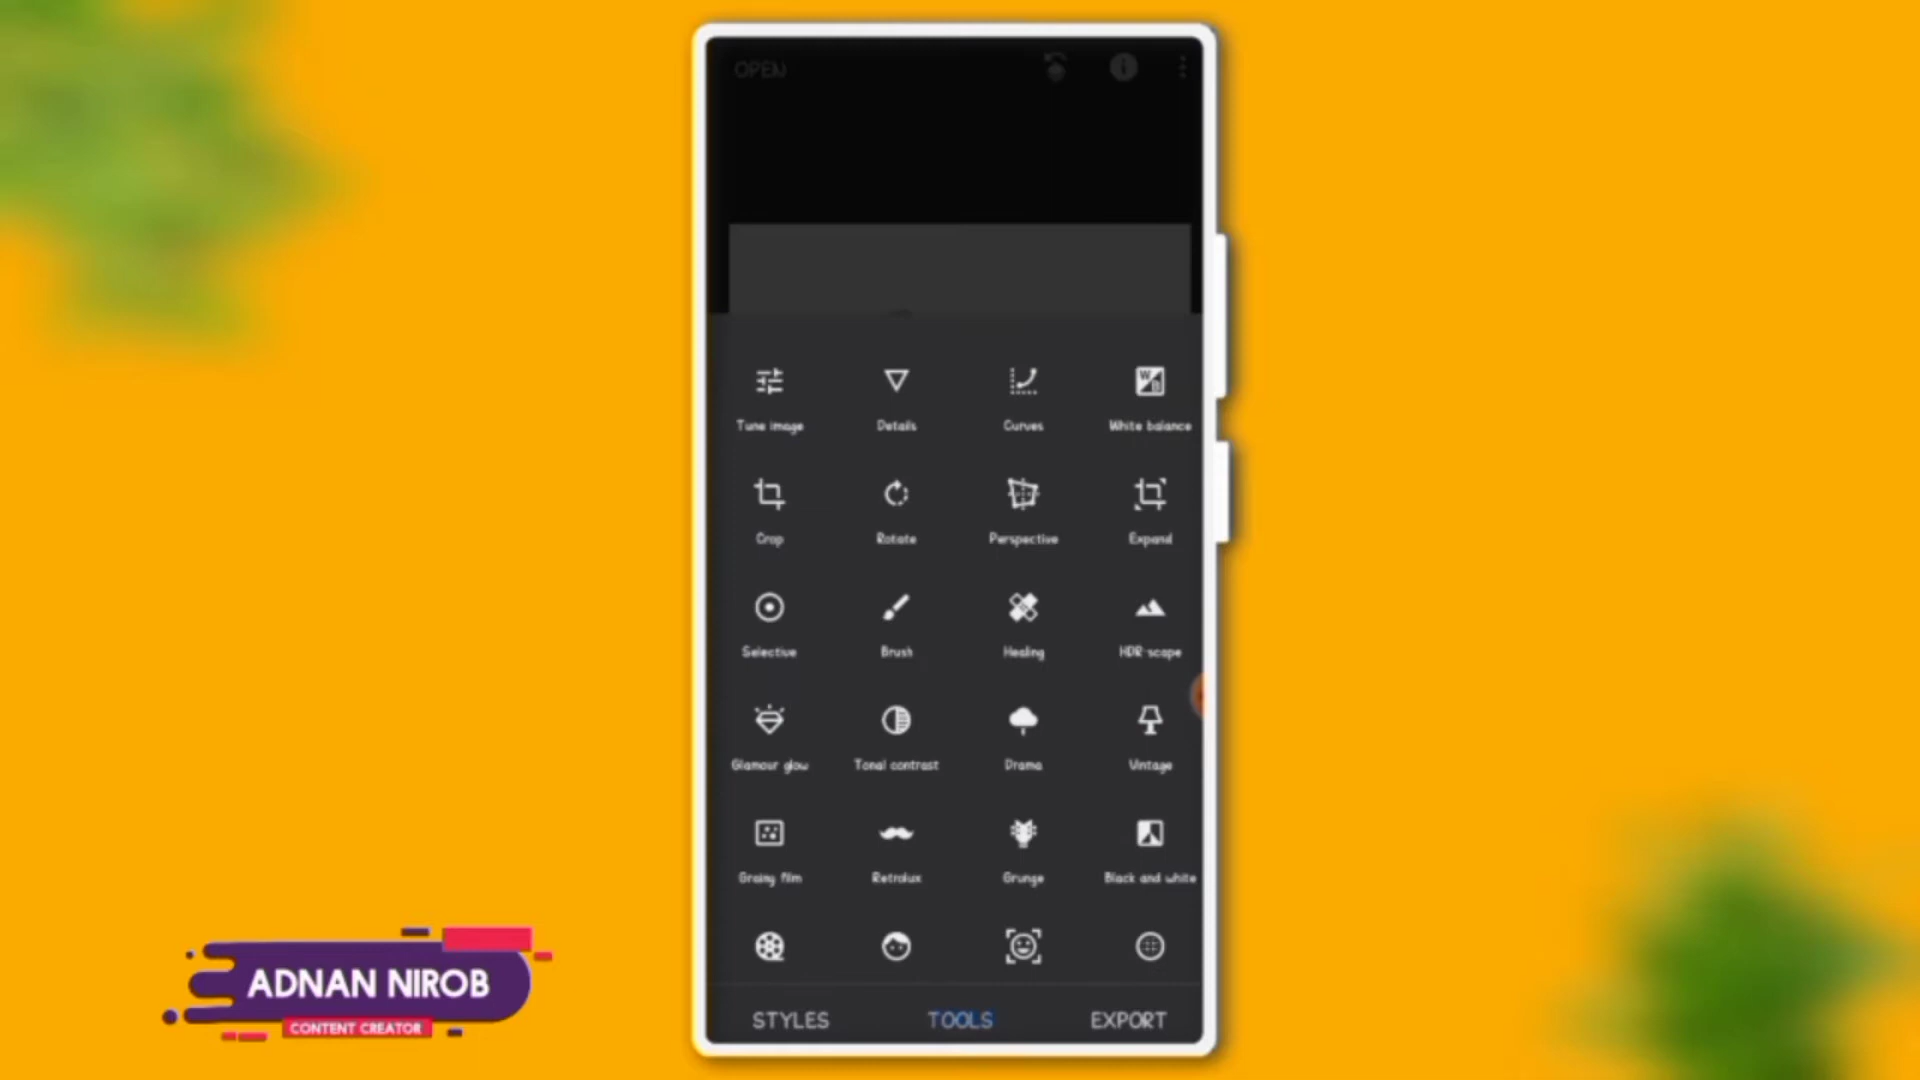 OPEN
Tune image Details Curves White balance
Crop Rotate Perspective Expand
Selective Brush Healing HDR scape
Glamour glow Tonal contrast Drama Vintage
Grainy film Retrolux Grunge Black and white
STYLES TOOLS EXPORT
ADNAN NIROB
CONTENT CREATOR